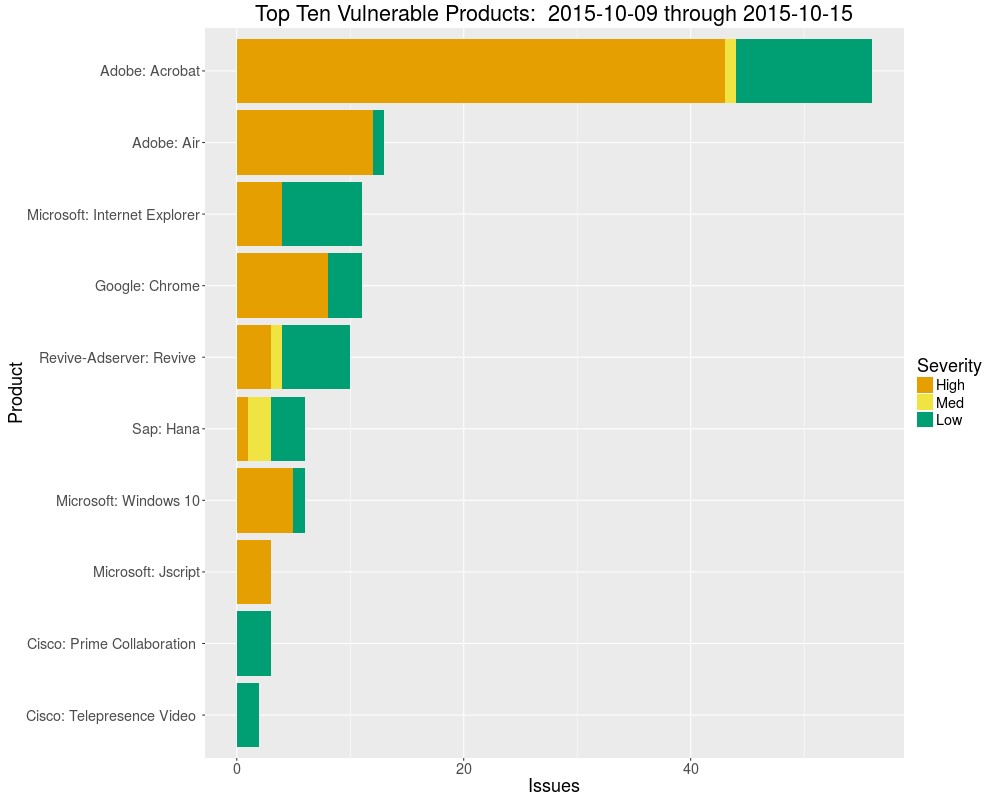 Top Ten Vulnerable Products:  2015-10-09 through 2015-10-15
Product
Adobe: Acrobat
Adobe: Air
Microsoft: Internet Explorer
Google: Chrome
Revive-Adserver: Revive
Sap: Hana
Microsoft: Windows 10
Microsoft: Jscript
Cisco: Prime Collaboration
Cisco: Telepresence Video
0 20 40
Issues
Severity
High
Med
Low